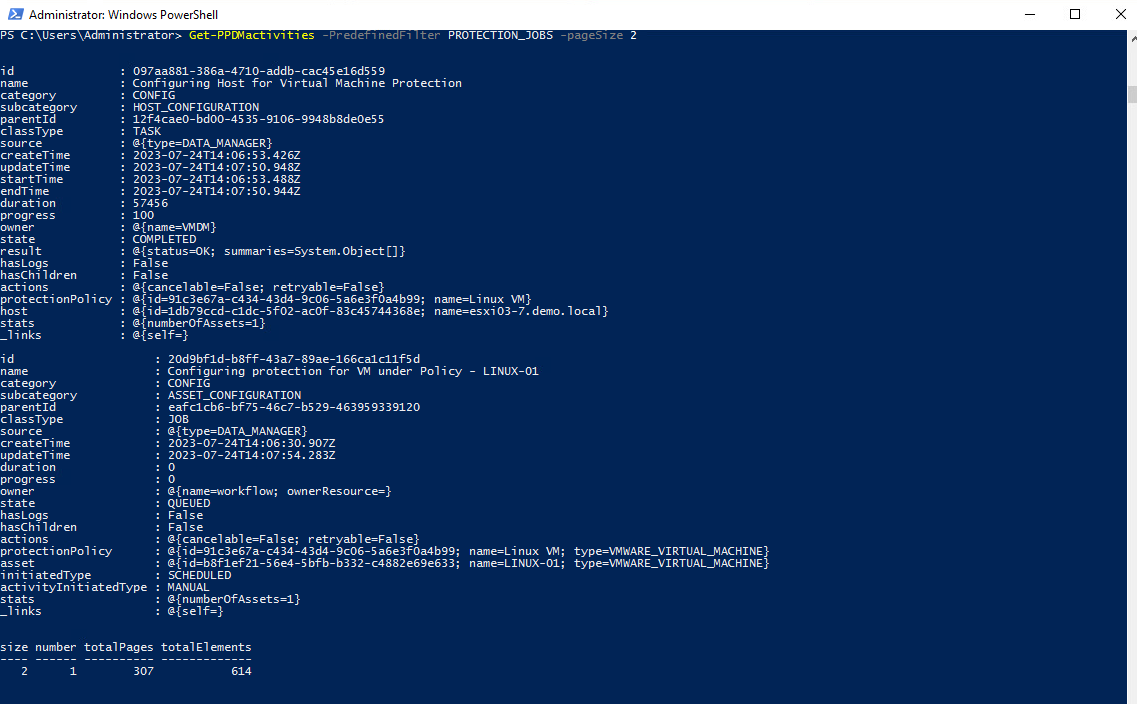 Administrator: Windows PowerShell
PS C:\Users\Administrator> Get-PPDMactivities -PredefinedFilter PROTECTION_JOBS -pageSize 2
id : 097aa881-386a-4710-addb-cac45e16d559
name : Configuring Host for Virtual Machine Protection
category : CONFIG
subcategory : HOST_CONFIGURATION
parentId : 12f4cae0-bd00-4535-9106-9948b8de0e55
classType : TASK
source : @{type=DATA_MANAGER}
createTime : 2023-07-24T14:06:53.426Z
updateTime : 2023-07-24T14:07:50.948Z
startTime : 2023-07-24T14:06:53.488Z
endTime : 2023-07-24T14:07:50.944Z
duration : 57456
progress : 100
owner : @{name=VMDM}
state : COMPLETED
result : @{status=OK; summaries=System.Object[]}
hasLogs : False
hasChildren : False
actions : @{cancelable=False; retryable=False}
protectionPolicy : @{id=91c3e67a-c434-43d4-9c06-5a6e3f0a4b99; name=Linux VM}
host : @{id=1db79ccd-c1dc-5f02-ac0f-83c45744368e; name=esxi03-7.demo.local}
stats : @{numberOfAssets=1}
_links : @{self=}
id : 20d9bf1d-b8ff-43a7-89ae-166ca1c11f5d
name : Configuring protection for VM under Policy - LINUX-01
category : CONFIG
subcategory : ASSET_CONFIGURATION
parentId : eafc1cb6-bf75-46c7-b529-463959339120
classType : JOB
source : @{type=DATA_MANAGER}
createTime : 2023-07-24T14:06:30.907Z
updateTime : 2023-07-24T14:07:54.283Z
duration : 0
progress : 0
owner : @{name=workflow; ownerResource=}
state : QUEUED
hasLogs : False
hasChildren : False
actions : @{cancelable=False; retryable=False}
protectionPolicy : @{id=91c3e67a-c434-43d4-9c06-5a6e3f0a4b99; name=Linux VM; type=VMWARE_VIRTUAL_MACHINE}
asset : @{id=b8f1ef21-56e4-5bfb-b332-c4882e69e633; name=LINUX-01; type=VMWARE_VIRTUAL_MACHINE}
initiatedType : SCHEDULED
activityInitiatedType : MANUAL
stats : @{numberOfAssets=1}
_links : @{self=}
size number totalPages totalElements
---- ------ ---------- -------------
2 1 307 614